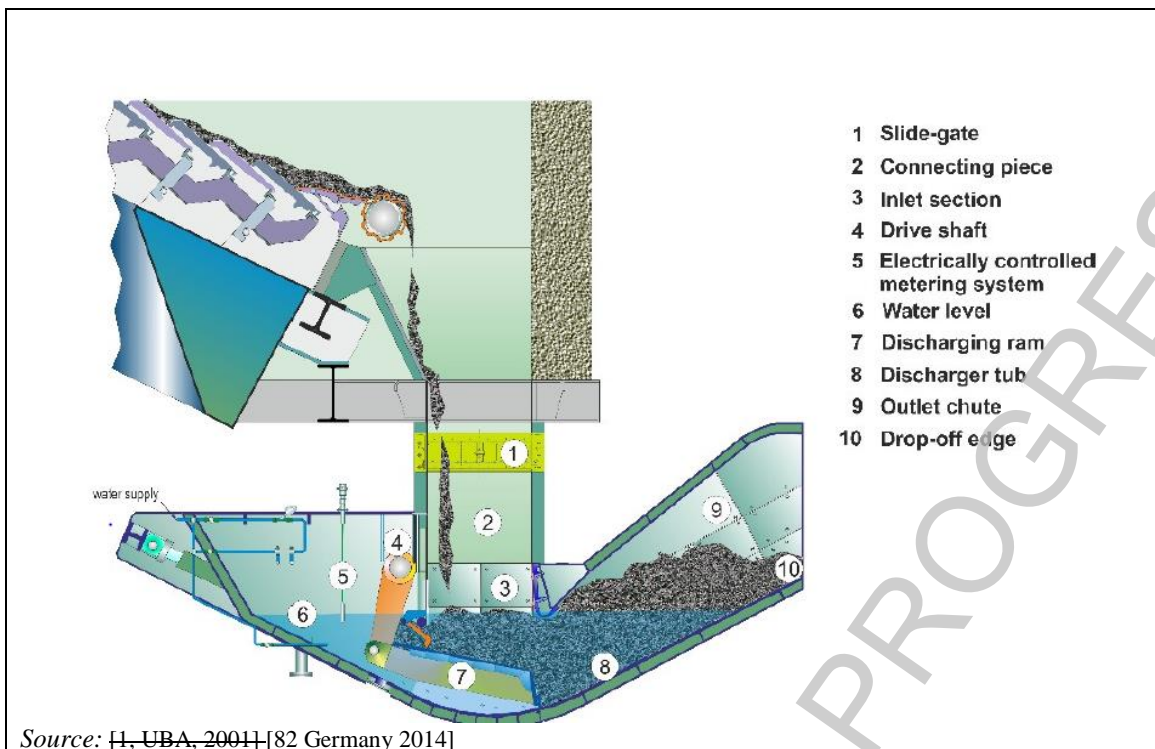 1 Slide-gate
2 Connecting piece
3 Inlet section
4 Drive shaft
5 Electrically controlled
metering system
6 Water level
7 Discharging ram
8 Discharger tub
9 Outlet chute
10 Drop-off edge
water supply
1
2
3
4
5
6
7
8
9
10
PROGRES
Source: [1, UBA, 2001] [82 Germany 2014]